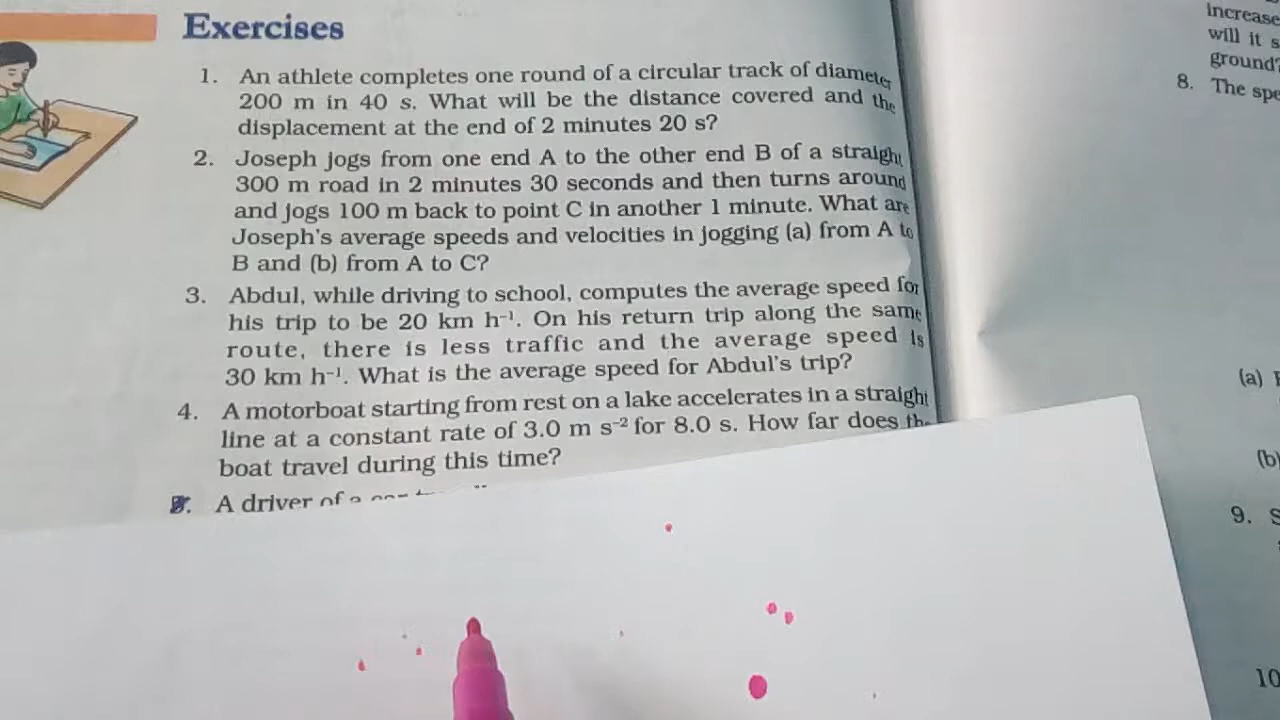 Exercises
1. An athlete completes one round of a circular track of diameter
200 m in 40 s. What will be the distance covered and the
displacement at the end of 2 minutes 20 s?
2. Joseph jogs from one end A to the other end B of a straight
300 m road in 2 minutes 30 seconds and then turns around
and jogs 100 m back to point C in another 1 minute. What are
Joseph's average speeds and velocities in jogging (a) from A to
B and (b) from A to C?
3. Abdul, while driving to school, computes the average speed for
his trip to be 20 km h⁻¹. On his return trip along the same
route, there is less traffic and the average speed is
30 km h⁻¹. What is the average speed for Abdul's trip?
4. A motorboat starting from rest on a lake accelerates in a straight
line at a constant rate of 3.0 m s⁻² for 8.0 s. How far does the
boat travel during this time?
5. A driver of a
increase
will it s
ground?
8. The spe
(a)
(b)
9. S
10